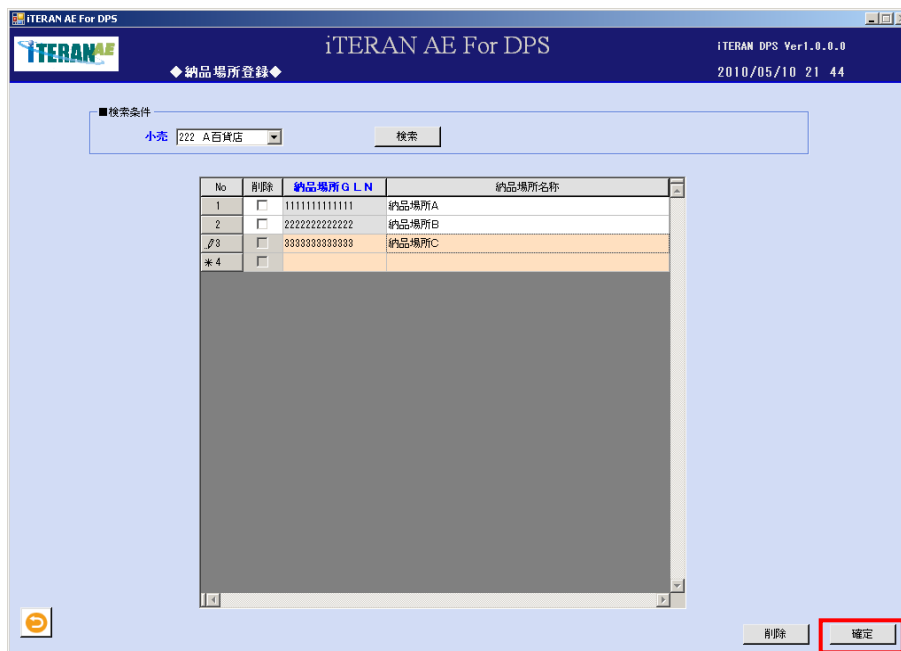 iTERAN AE For DPS
iTERAN AE
iTERAN AE For DPS
iTERAN DPS Ver1.0.0.0
◆納品場所登録◆
2010/05/10 21 44
■検索条件
小売 222 A百貨店 検索
No 削除 納品場所GLN 納品場所名称
1 1111111111111 納品場所A
2 2222222222222 納品場所B
3 3333333333333 納品場所C
* 4
削除 確定